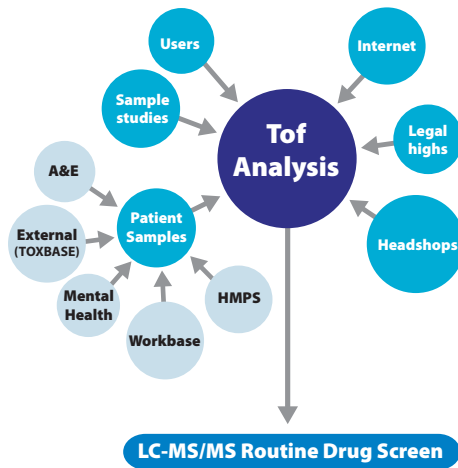 Users
Internet
Sample
studies
Tof
Analysis
Legal
highs
A&E
Patient
Samples
External
(TOXBASE)
Headshops
Mental
Health
HMPS
Workbase
LC-MS/MS Routine Drug Screen